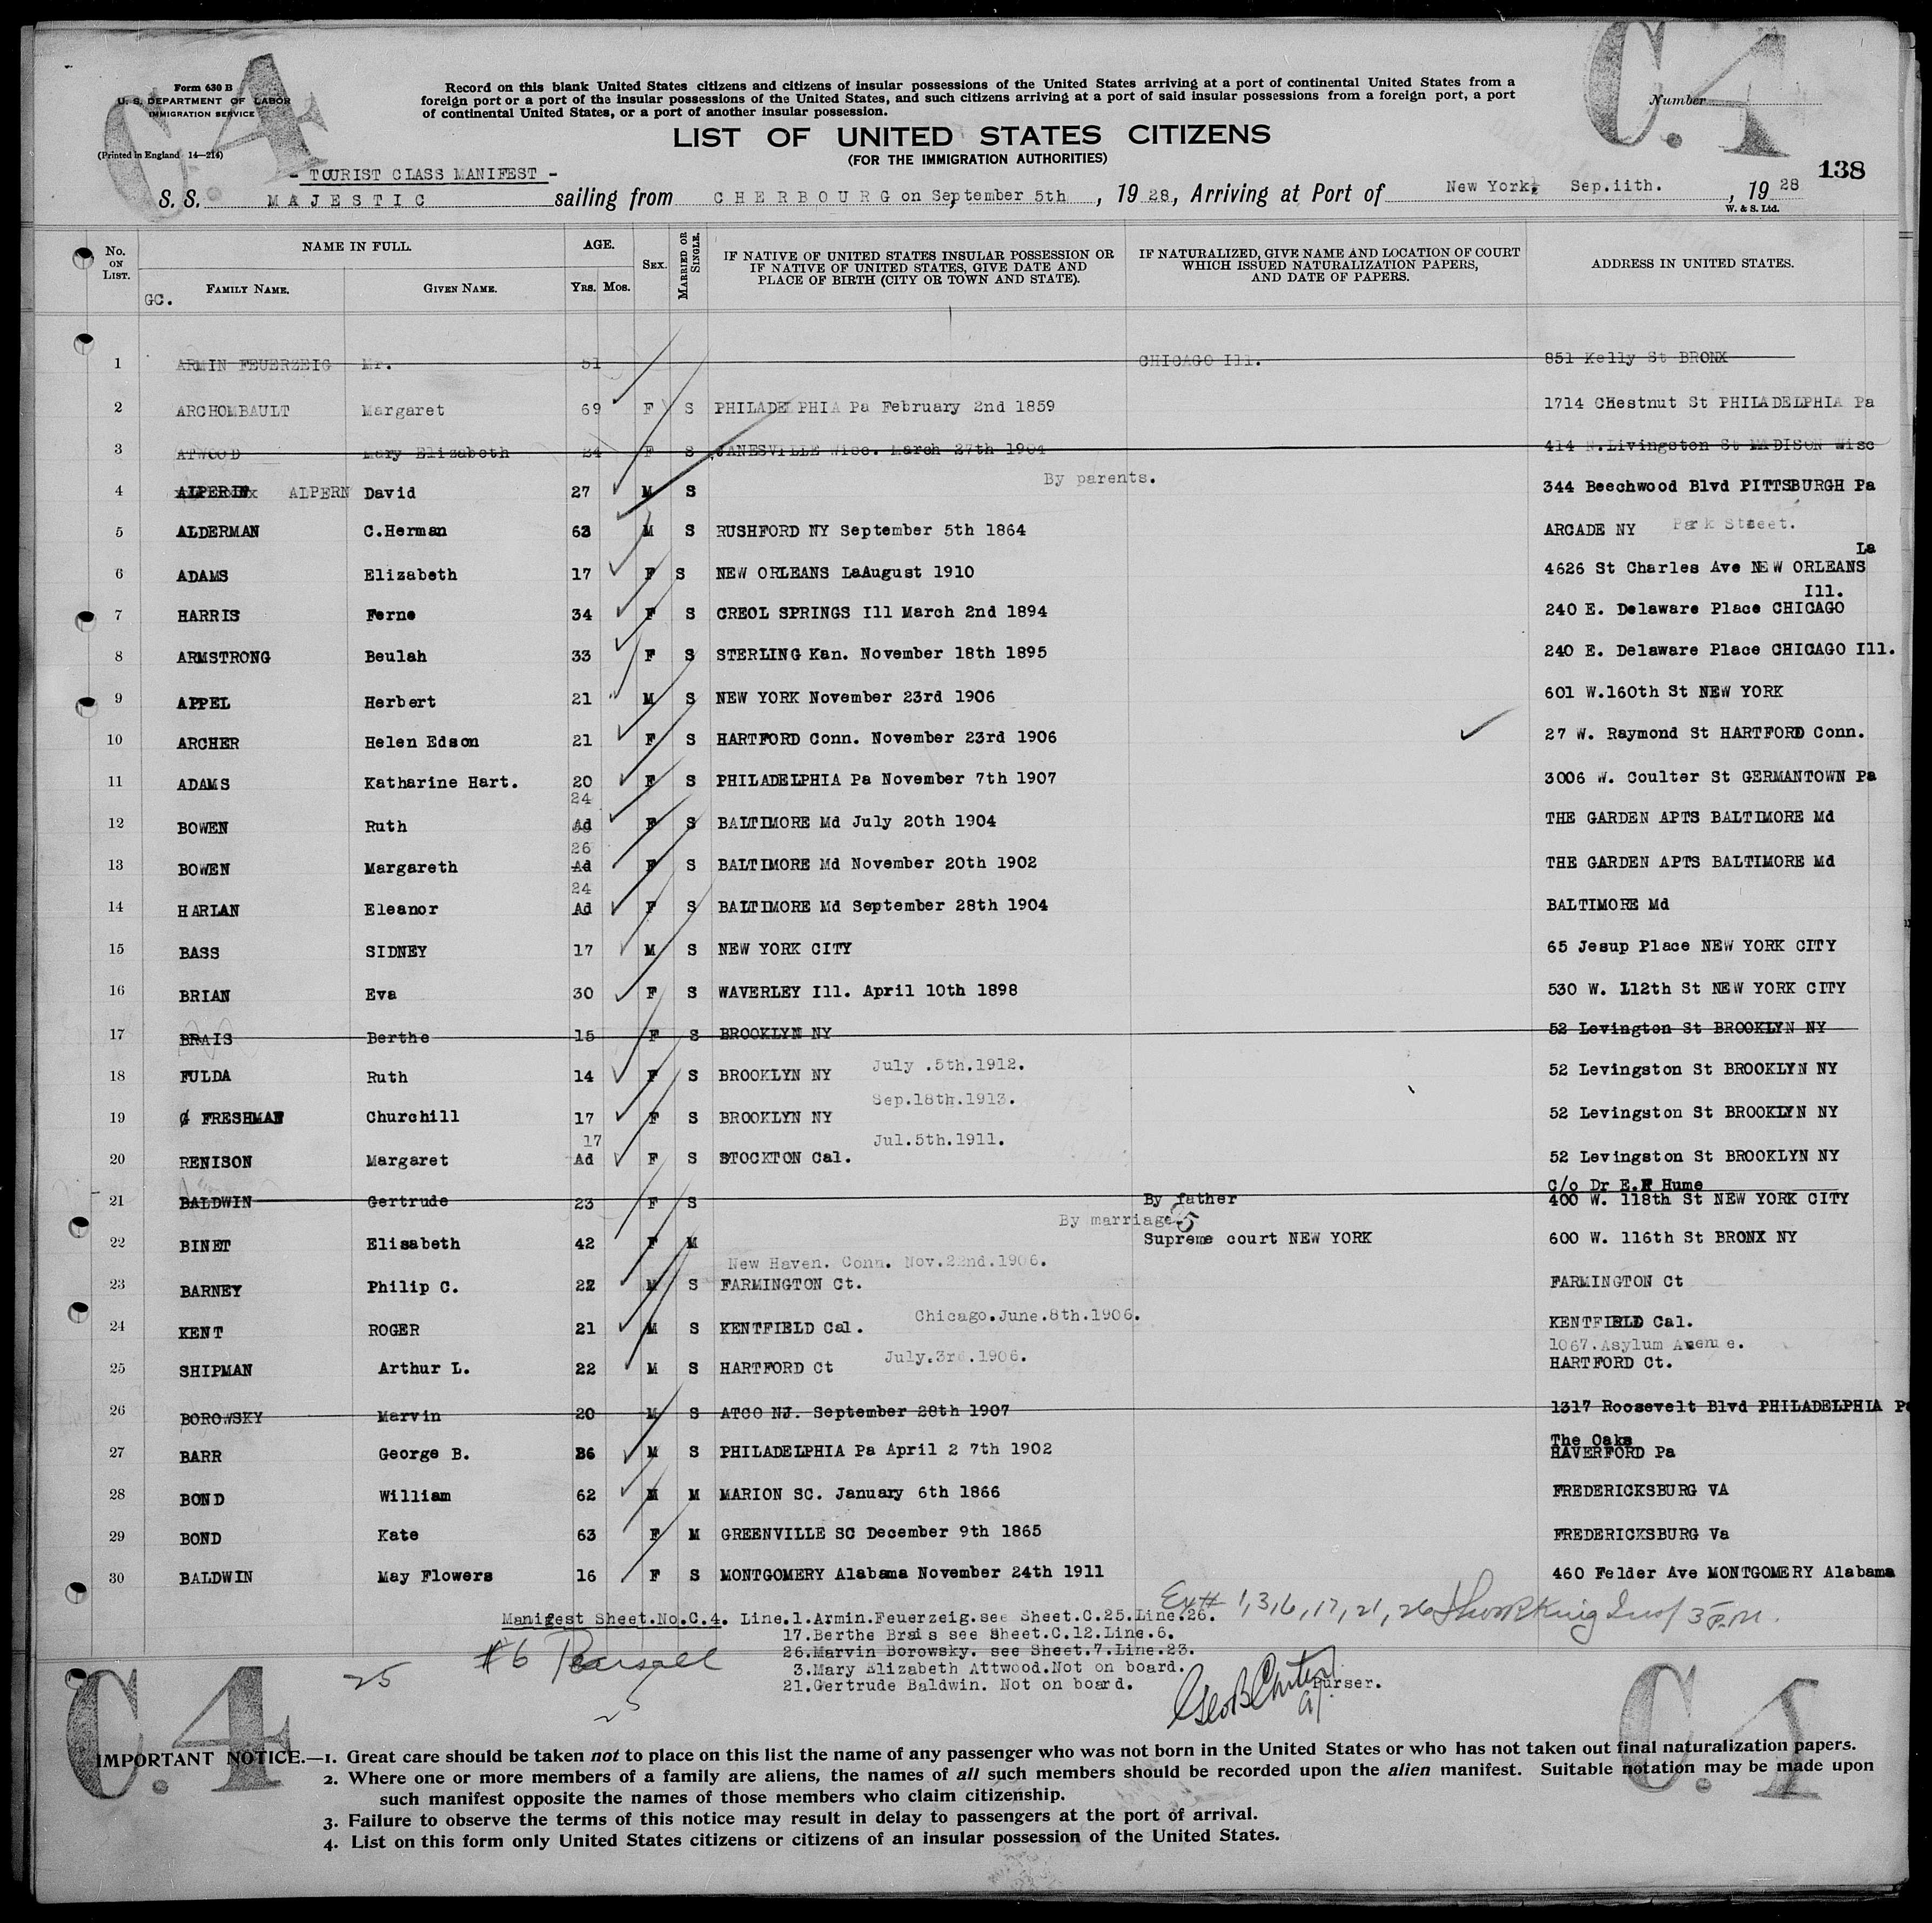 C.4
C.4
Form 630 B
U. S. DEPARTMENT OF LABOR
IMMIGRATION SERVICE
(Printed in England 14—214)
Record on this blank United States citizens and citizens of insular possessions of the United States arriving at a port of continental United States from a
foreign port or a port of the insular possessions of the United States, and such citizens arriving at a port of said insular possessions from a foreign port, a port
of continental United States, or a port of another insular possession.
Number
LIST OF UNITED STATES CITIZENS
(FOR THE IMMIGRATION AUTHORITIES)
138
- TOURIST CLASS MANIFEST -
S. S. MAJESTIC sailing from CHERBOURG on September 5th, 1928, Arriving at Port of New York, Sep.11th., 1928
W. & S. Ltd.
No. ON LIST. NAME IN FULL. AGE. SEX. MARRIED OR SINGLE. IF NATIVE OF UNITED STATES INSULAR POSSESSION OR IF NATIVE OF UNITED STATES, GIVE DATE AND PLACE OF BIRTH (CITY OR TOWN AND STATE). IF NATURALIZED, GIVE NAME AND LOCATION OF COURT WHICH ISSUED NATURALIZATION PAPERS, AND DATE OF PAPERS. ADDRESS IN UNITED STATES.
GC. FAMILY NAME. GIVEN NAME. YRS. MOS.
1 ARMIN FEUERZEIG Mr. 51 CHICAGO Ill. 851 Kelly St BRONX
2 ARCHOMBAULT Margaret 69 F S PHILADELPHIA Pa February 2nd 1859 1714 Chestnut St PHILADELPHIA Pa
3 ATWOOD Mary Elizabeth 24 F S JANESVILLE Wisc. March 27th 1904 414 N.Livingston St MADISON Wisc
By parents.
4 ALPERIN ALPERN David 27 M S 344 Beechwood Blvd PITTSBURGH Pa
5 ALDERMAN C.Herman 63 M S RUSHFORD NY September 5th 1864 ARCADE NY Park Street.
La
6 ADAMS Elizabeth 17 F S NEW ORLEANS LaAugust 1910 4626 St Charles Ave NEW ORLEANS
Ill.
7 HARRIS Ferne 34 F S CREOL SPRINGS Ill March 2nd 1894 240 E. Delaware Place CHICAGO
8 ARMSTRONG Beulah 33 F S STERLING Kan. November 18th 1895 240 E. Delaware Place CHICAGO Ill.
9 APPEL Herbert 21 M S NEW YORK November 23rd 1906 601 W.160th St NEW YORK
10 ARCHER Helen Edson 21 F S HARTFORD Conn. November 23rd 1906 27 W. Raymond St HARTFORD Conn.
11 ADAMS Katharine Hart. 20 F S PHILADELPHIA Pa November 7th 1907 3006 W. Coulter St GERMANTOWN Pa
24
12 BOWEN Ruth Ad F S BALTIMORE Md July 20th 1904 THE GARDEN APTS BALTIMORE Md
26
13 BOWEN Margareth Ad F S BALTIMORE Md November 20th 1902 THE GARDEN APTS BALTIMORE Md
24
14 HARLAN Eleanor Ad F S BALTIMORE Md September 28th 1904 BALTIMORE Md
15 BASS SIDNEY 17 M S NEW YORK CITY 65 Jesup Place NEW YORK CITY
16 BRIAN Eva 30 F S WAVERLEY Ill. April 10th 1898 530 W. 112th St NEW YORK CITY
17 BRAIS Berthe 15 F S BROOKLYN NY 52 Levington St BROOKLYN NY
July .5th.1912.
18 FULDA Ruth 14 F S BROOKLYN NY 52 Levingston St BROOKLYN NY
Sep.18th.1913.
19 FRESHMAN Churchill 17 F S BROOKLYN NY 52 Levingston St BROOKLYN NY
17 Jul.5th.1911.
20 RENISON Margaret Ad F S STOCKTON Cal. 52 Levingston St BROOKLYN NY
C/o Dr E.F Hume
21 BALDWIN Gertrude 23 F S By father 400 W. 118th St NEW YORK CITY
By marriage
22 BINET Elisabeth 42 F M Supreme court NEW YORK 600 W. 116th St BRONX NY
New Haven. Conn. Nov.22nd.1906.
23 BARNEY Philip C. 22 M S FARMINGTON Ct. FARMINGTON Ct
Chicago.June.8th.1906.
24 KENT ROGER 21 M S KENTFIELD Cal. KENTFIELD Cal.
July.3rd.1906. 1067.Asylum Avenue.
25 SHIPMAN Arthur L. 22 M S HARTFORD Ct HARTFORD Ct.
26 BOROWSKY Marvin 20 M S ATCO NJ. September 28th 1907 1317 Roosevelt Blvd PHILADELPHIA Pa
The Oaks
27 BARR George B. 26 M S PHILADELPHIA Pa April 2 7th 1902 HAVERFORD Pa
28 BOND William 62 M M MARION SC. January 6th 1866 FREDERICKSBURG VA
29 BOND Kate 63 F M GREENVILLE SC December 9th 1865 FREDERICKSBURG Va
30 BALDWIN May Flowers 16 F S MONTGOMERY Alabama November 24th 1911 460 Felder Ave MONTGOMERY Alabama
Manifest Sheet.No.C.4. Line.1.Armin.Feuerzeig.see Sheet.C.25.Line.26. 1, 3, 6, 17, 21, 26
17.Berthe Brais see Sheet.C.12.Line.6.
26.Marvin Borowsky. see Sheet.7.Line.23.
3.Mary Elizabeth Attwood.Not on board.
21.Gertrude Baldwin. Not on board. Purser.
#6 Pearsall
25
25
C.4
C.4
IMPORTANT NOTICE.—1. Great care should be taken not to place on this list the name of any passenger who was not born in the United States or who has not taken out final naturalization papers.
2. Where one or more members of a family are aliens, the names of all such members should be recorded upon the alien manifest. Suitable notation may be made upon
such manifest opposite the names of those members who claim citizenship.
3. Failure to observe the terms of this notice may result in delay to passengers at the port of arrival.
4. List on this form only United States citizens or citizens of an insular possession of the United States.